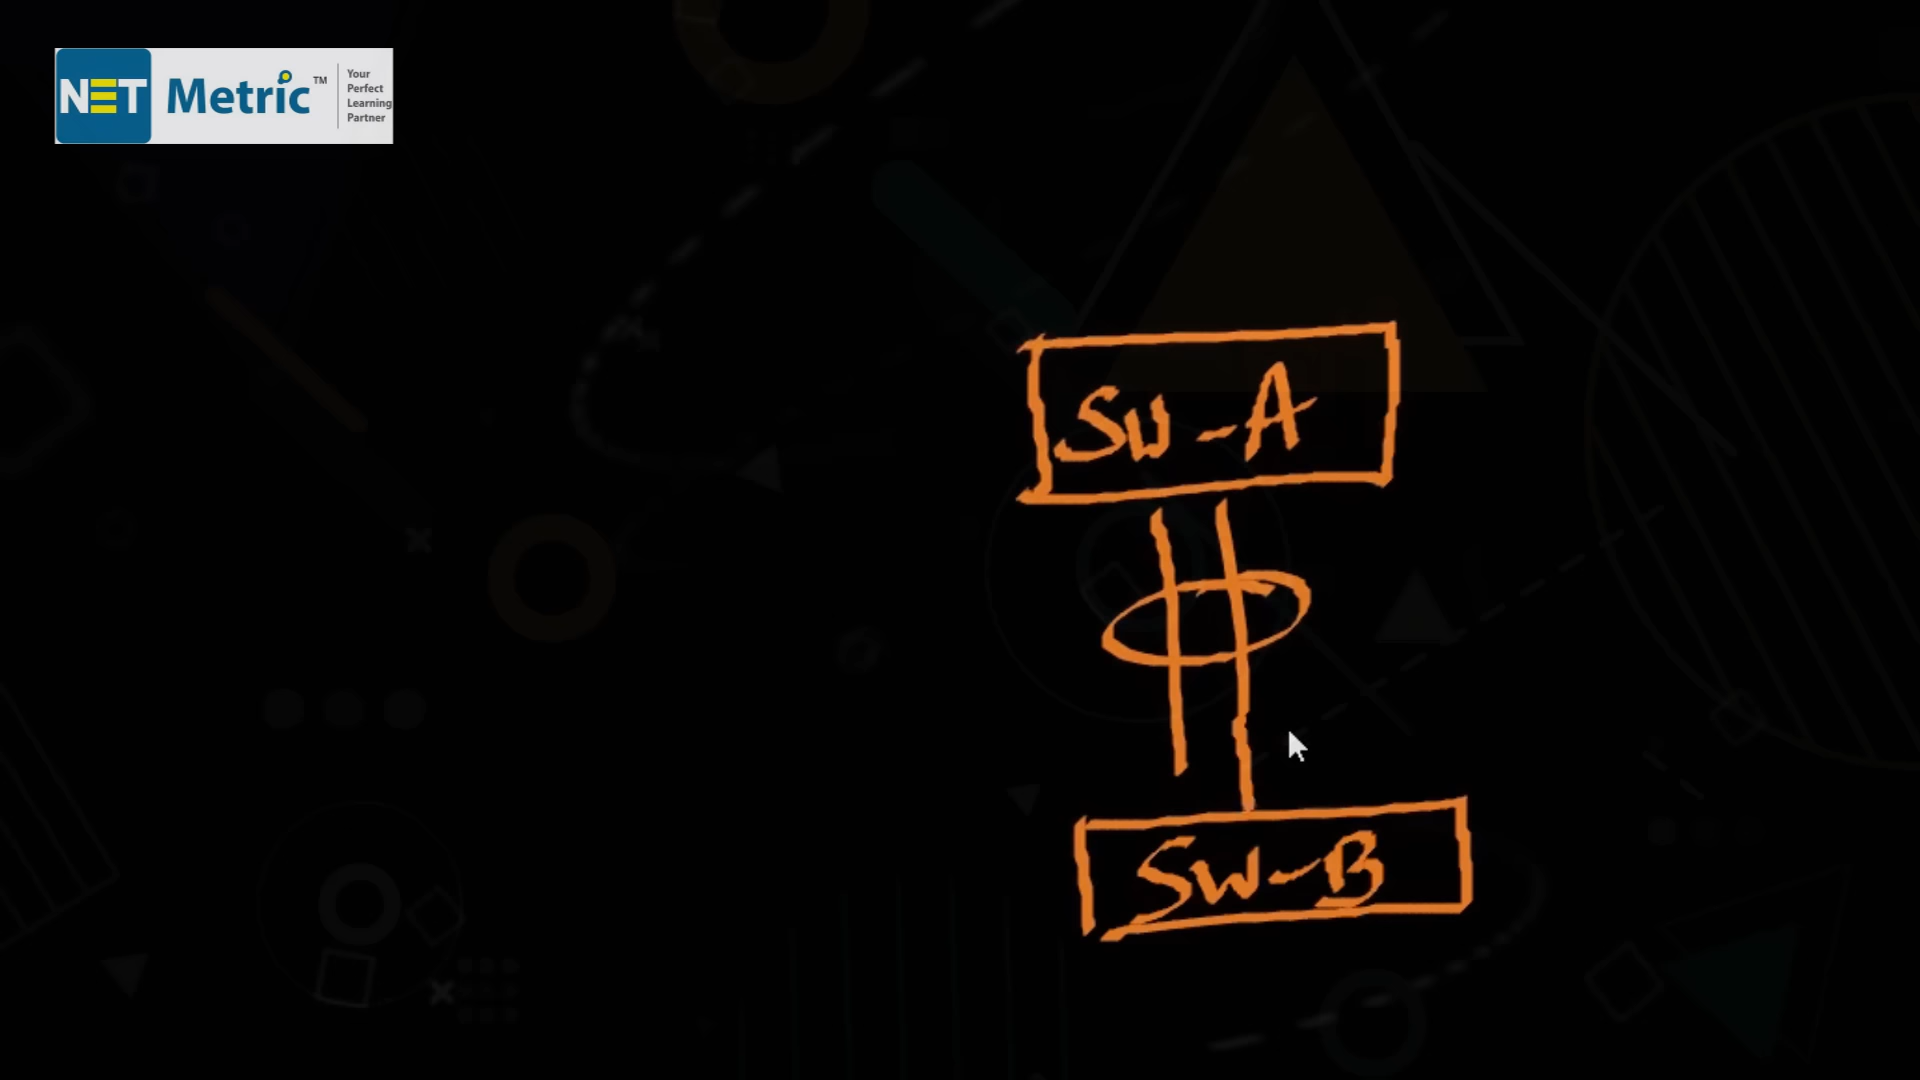 NET Metric™
Your
Perfect
Learning
Partner
SW-A
SW-B